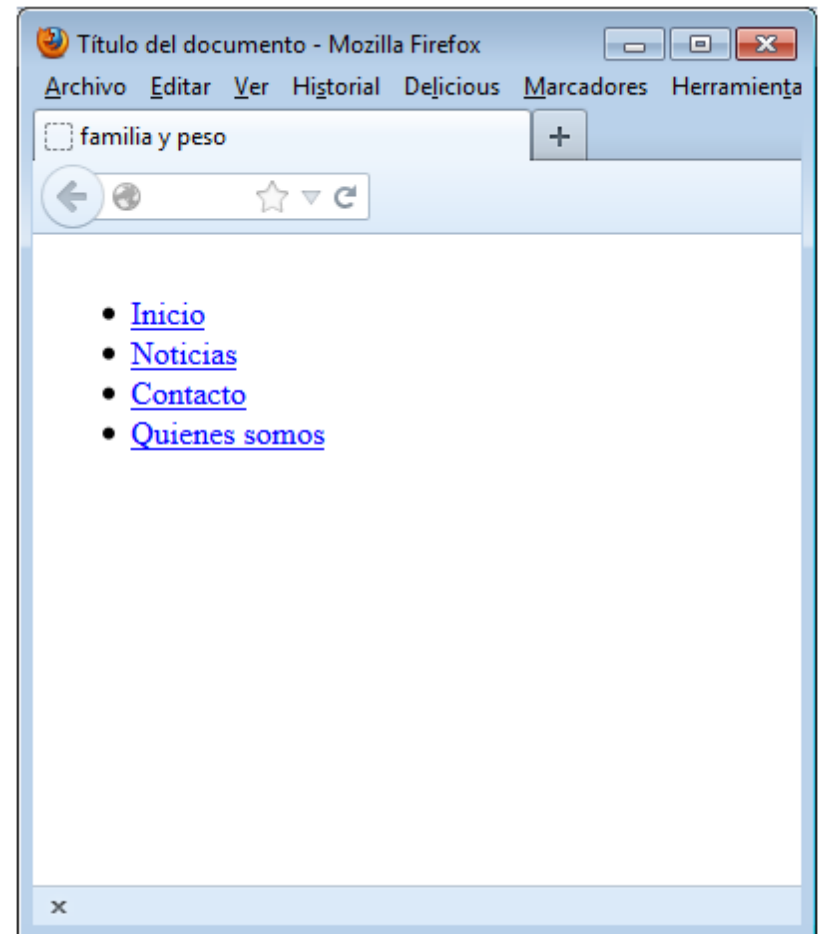 Título del documento - Mozilla Firefox
Archivo Editar Ver Historial Delicious Marcadores Herramienta
familia y peso
Inicio
Noticias
Contacto
Quienes somos